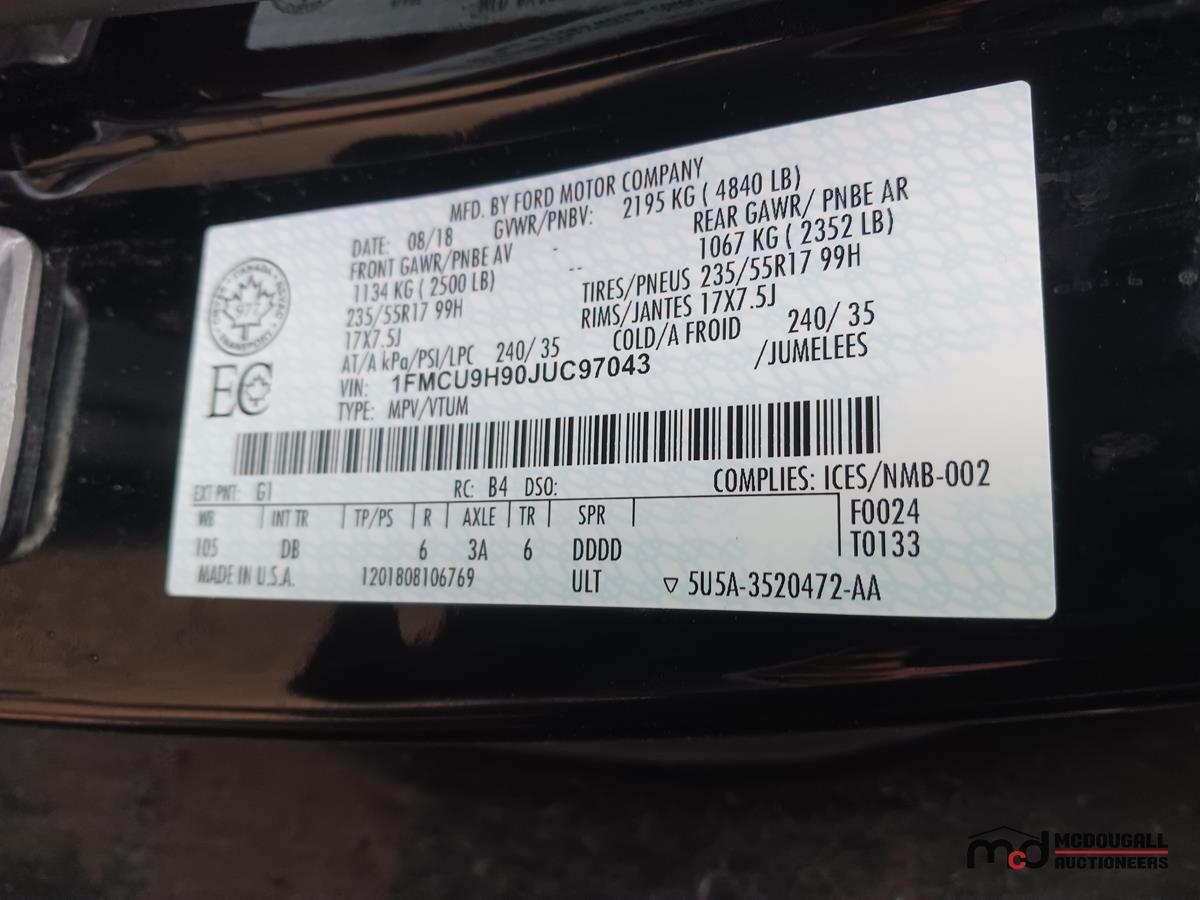 MFD. BY FORD MOTOR COMPANY
DATE: 08/18 GVWR/PNBV: 2195 KG ( 4840 LB)
FRONT GAWR/PNBE AV - REAR GAWR/ PNBE AR
1134 KG ( 2500 LB) -- 1067 KG ( 2352 LB)
235/55R17 99H TIRES/PNEUS 235/55R17 99H
17X7.5J RIMS/JANTES 17X7.5J
AT/A kPa/PSI/LPC 240/ 35 COLD/A FROID 240/ 35
VIN: 1FMCU9H90JUC97043 /JUMELEES
TYPE: MPV/VTUM
CANADA
TRANSPORT
EC
EXT PNT: G1 RC: B4 DSO: COMPLIES: ICES/NMB-002
WB INT TR TP/PS R AXLE TR SPR F0024
105 DB 6 3A 6 DDDD T0133
MADE IN U.S.A. 1201808106769 ULT ▽ 5U5A-3520472-AA
mcd MCDOUGALL
AUCTIONEERS